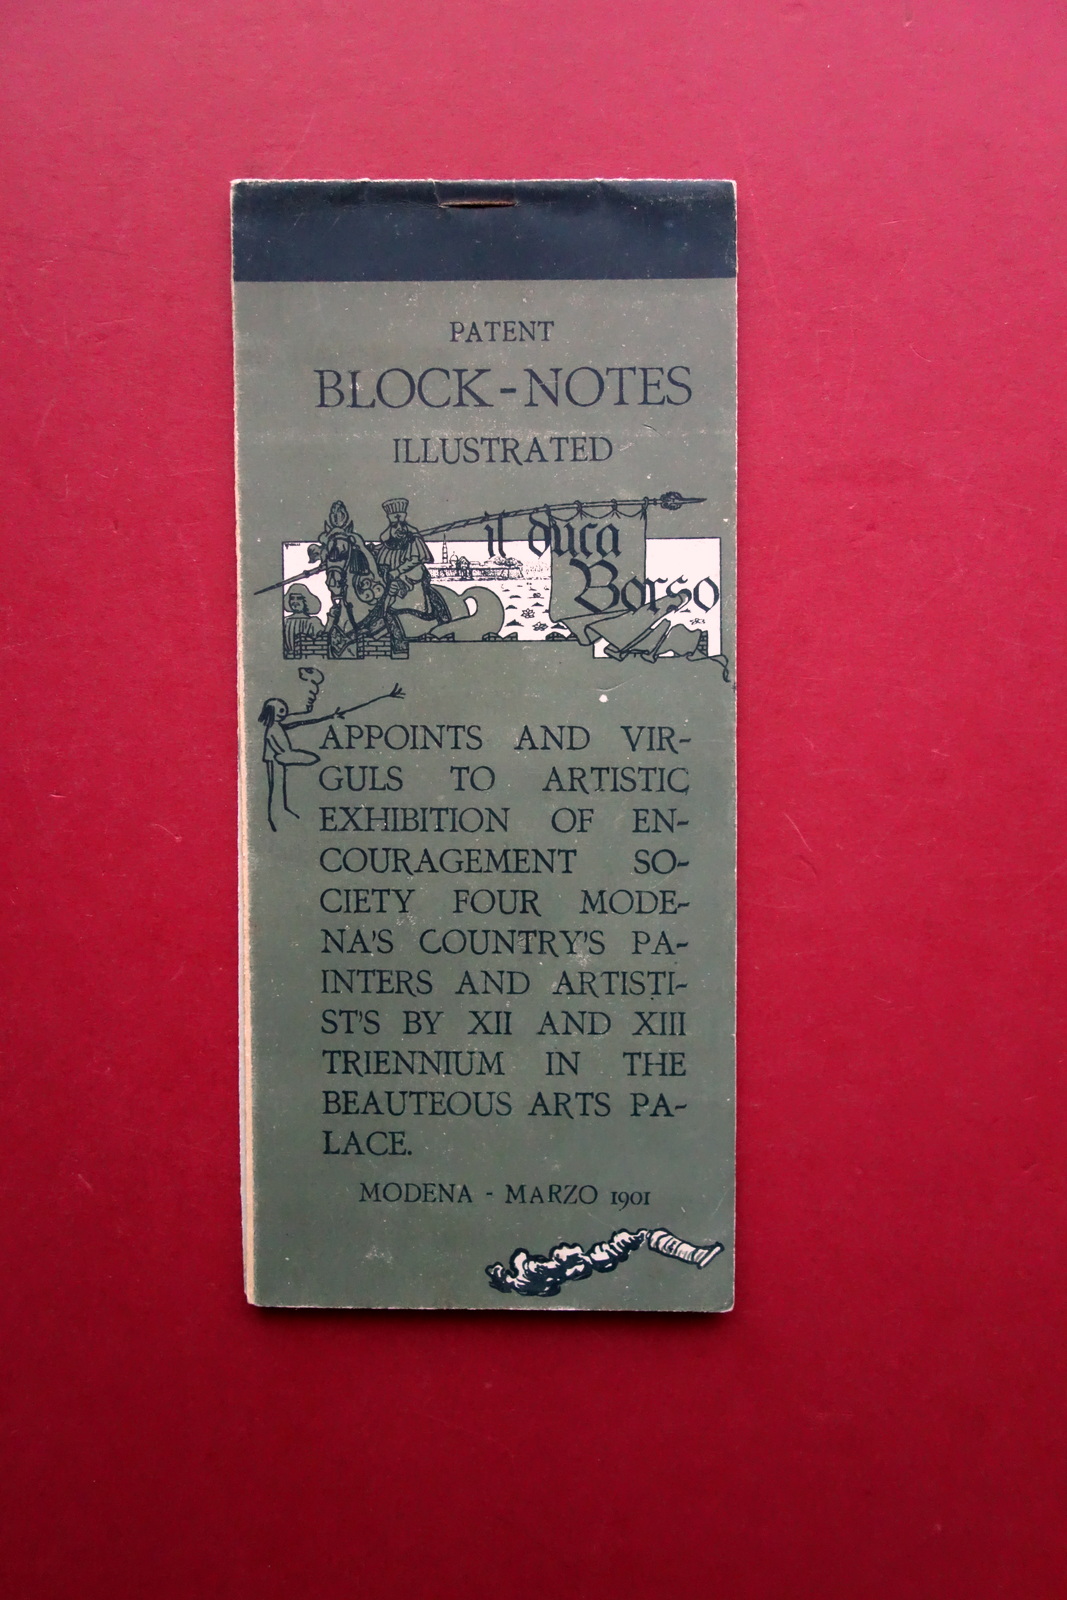 PATENT
BLOCK-NOTES
ILLUSTRATED
il duca
Borso
APPOINTS AND VIR-
GULS TO ARTISTIC
EXHIBITION OF EN-
COURAGEMENT SO-
CIETY FOUR MODE-
NA'S COUNTRY'S PA-
INTERS AND ARTISTI-
ST'S BY XII AND XIII
TRIENNIUM IN THE
BEAUTEOUS ARTS PA-
LACE.
MODENA - MARZO 1901